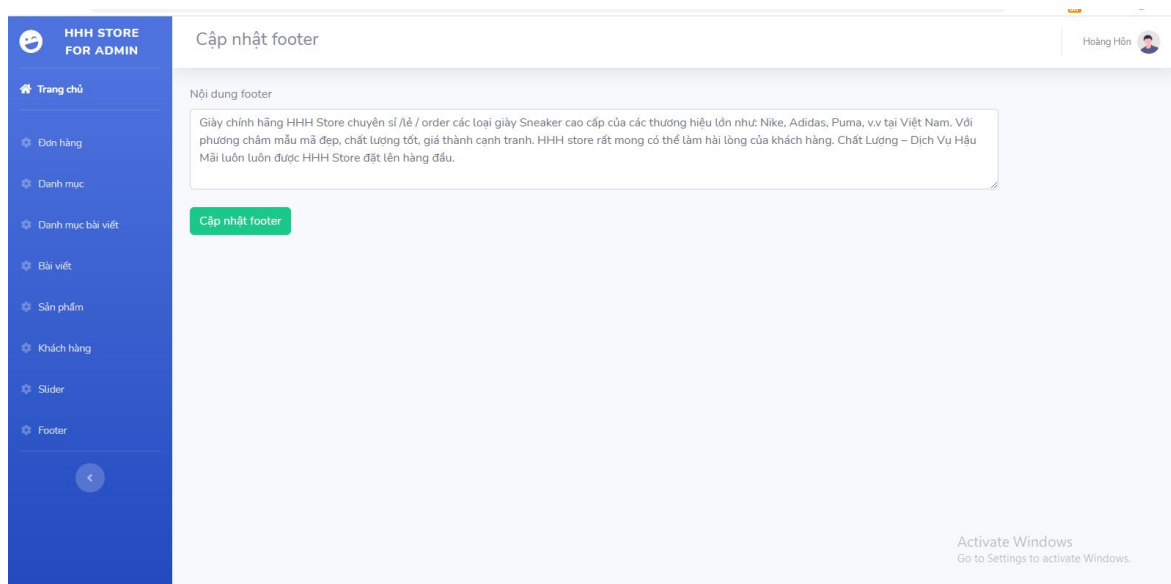 HHH STORE
FOR ADMIN
Cập nhật footer
Hoàng Hôn
Trang chủ
Nội dung footer
Giày chính hãng HHH Store chuyên sỉ /lẻ / order các loại giày Sneaker cao cấp của các thương hiệu lớn như: Nike, Adidas, Puma, v.v tại Việt Nam. Với
phương châm mẫu mã đẹp, chất lượng tốt, giá thành cạnh tranh. HHH store rất mong có thể làm hài lòng của khách hàng. Chất Lượng – Dịch Vụ Hậu
Mãi luôn luôn được HHH Store đặt lên hàng đầu.
Cập nhật footer
Đơn hàng
Danh mục
Danh mục bài viết
Bài viết
Sản phẩm
Khách hàng
Slider
Footer
Activate Windows
Go to Settings to activate Windows.